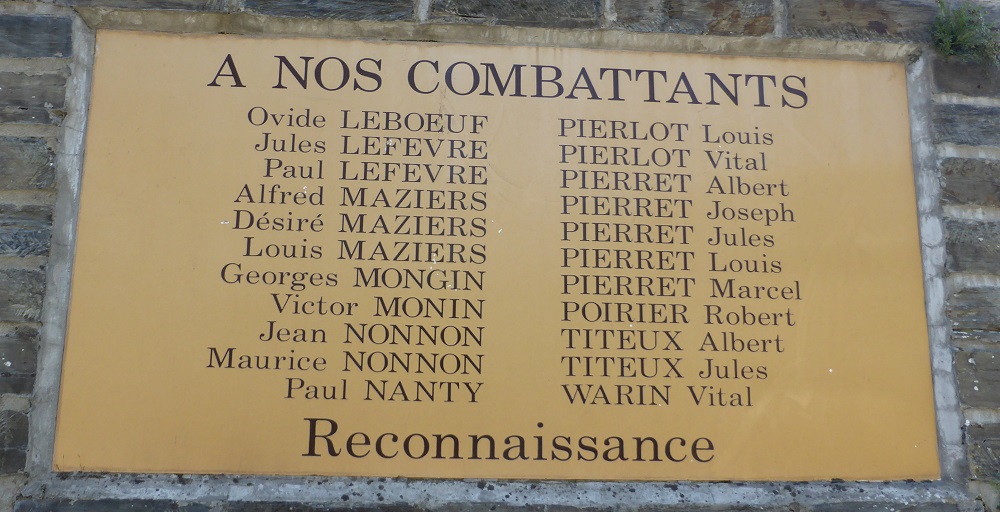 A NOS COMBATTANTS
Ovide LEBOEUF
Jules LEFEVRE
Paul LEFEVRE
Alfred MAZIERS
Désiré MAZIERS
Louis MAZIERS
Georges MONGIN
Victor MONIN
Jean NONNON
Maurice NONNON
Paul NANTY
PIERLOT Louis
PIERLOT Vital
PIERRET Albert
PIERRET Joseph
PIERRET Jules
PIERRET Louis
PIERRET Marcel
POIRIER Robert
TITEUX Albert
TITEUX Jules
WARIN Vital
Reconnaissance